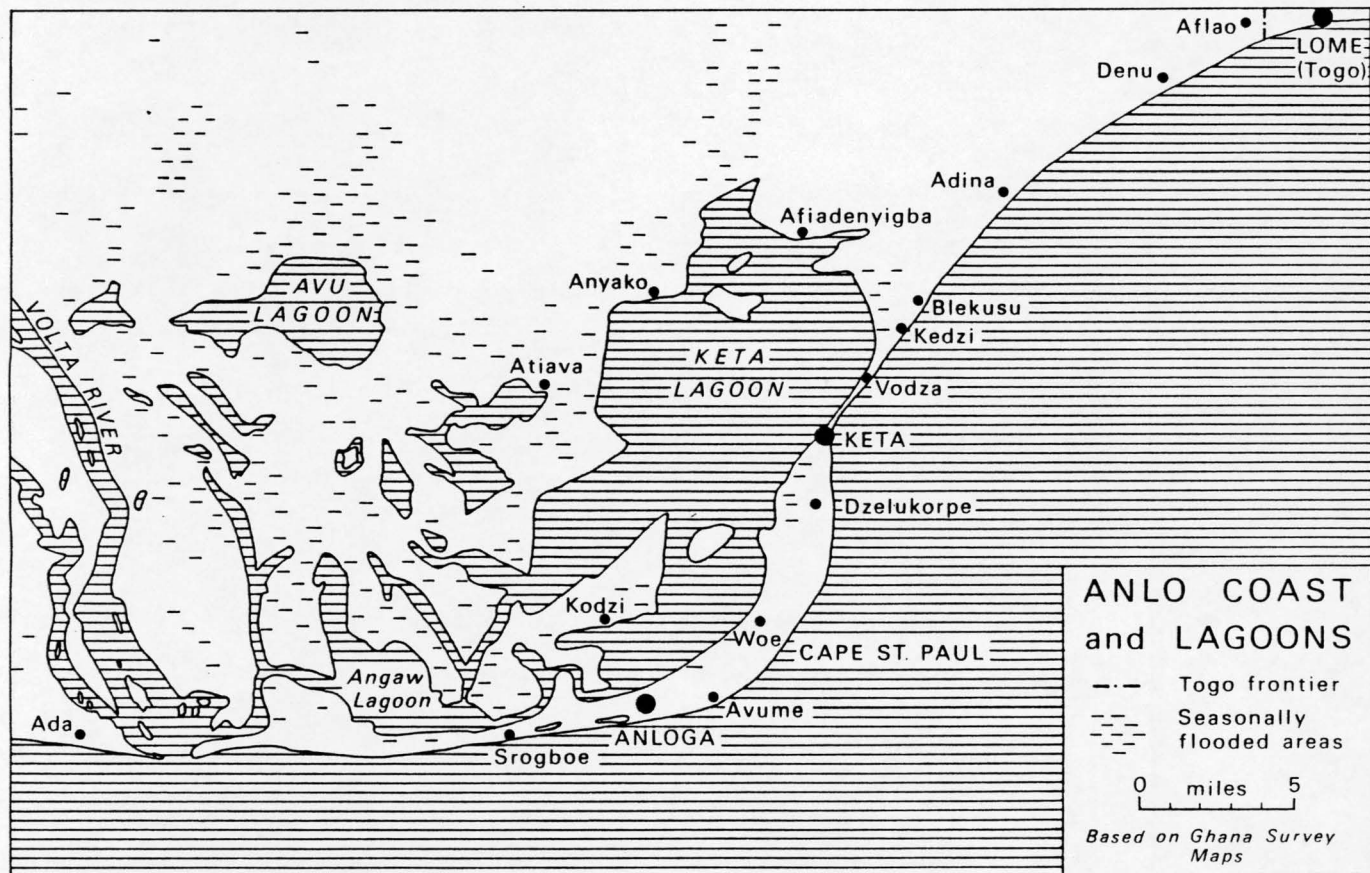 Aflao
LOME
(Togo)
Denu
Adina
Afiadenyigba
AVU
LAGOON
Anyako
Blekusu
Kedzi
VOLTA RIVER
KETA
LAGOON
Atiava
Vodza
KETA
Dzelukorpe
Kodzi
Woe
CAPE ST. PAUL
Angaw
Lagoon
Ada
Avume
ANLOGA
Srogboe
ANLO COAST
and LAGOONS
Togo frontier
Seasonally
flooded areas
0 miles 5
Based on Ghana Survey
Maps